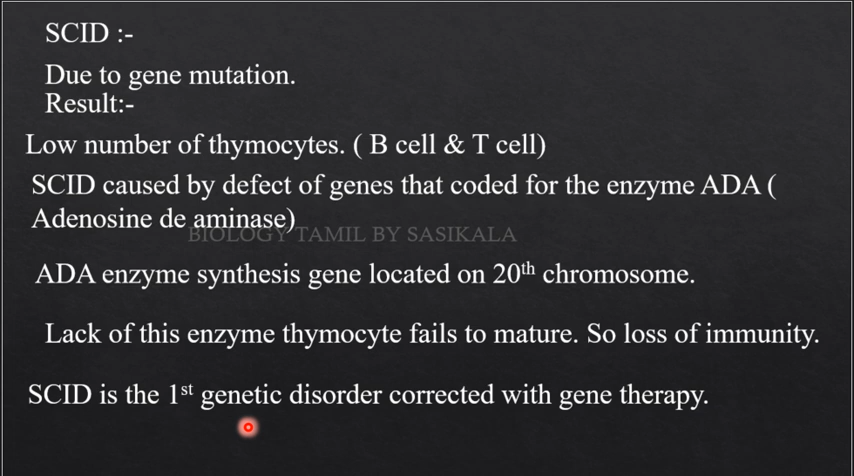 SCID :-
Due to gene mutation.
Result:-
Low number of thymocytes. ( B cell & T cell)
SCID caused by defect of genes that coded for the enzyme ADA (
Adenosine de aminase)
BIOLOGY TAMIL BY SASIKALA
ADA enzyme synthesis gene located on 20th chromosome.
Lack of this enzyme thymocyte fails to mature. So loss of immunity.
SCID is the 1st genetic disorder corrected with gene therapy.